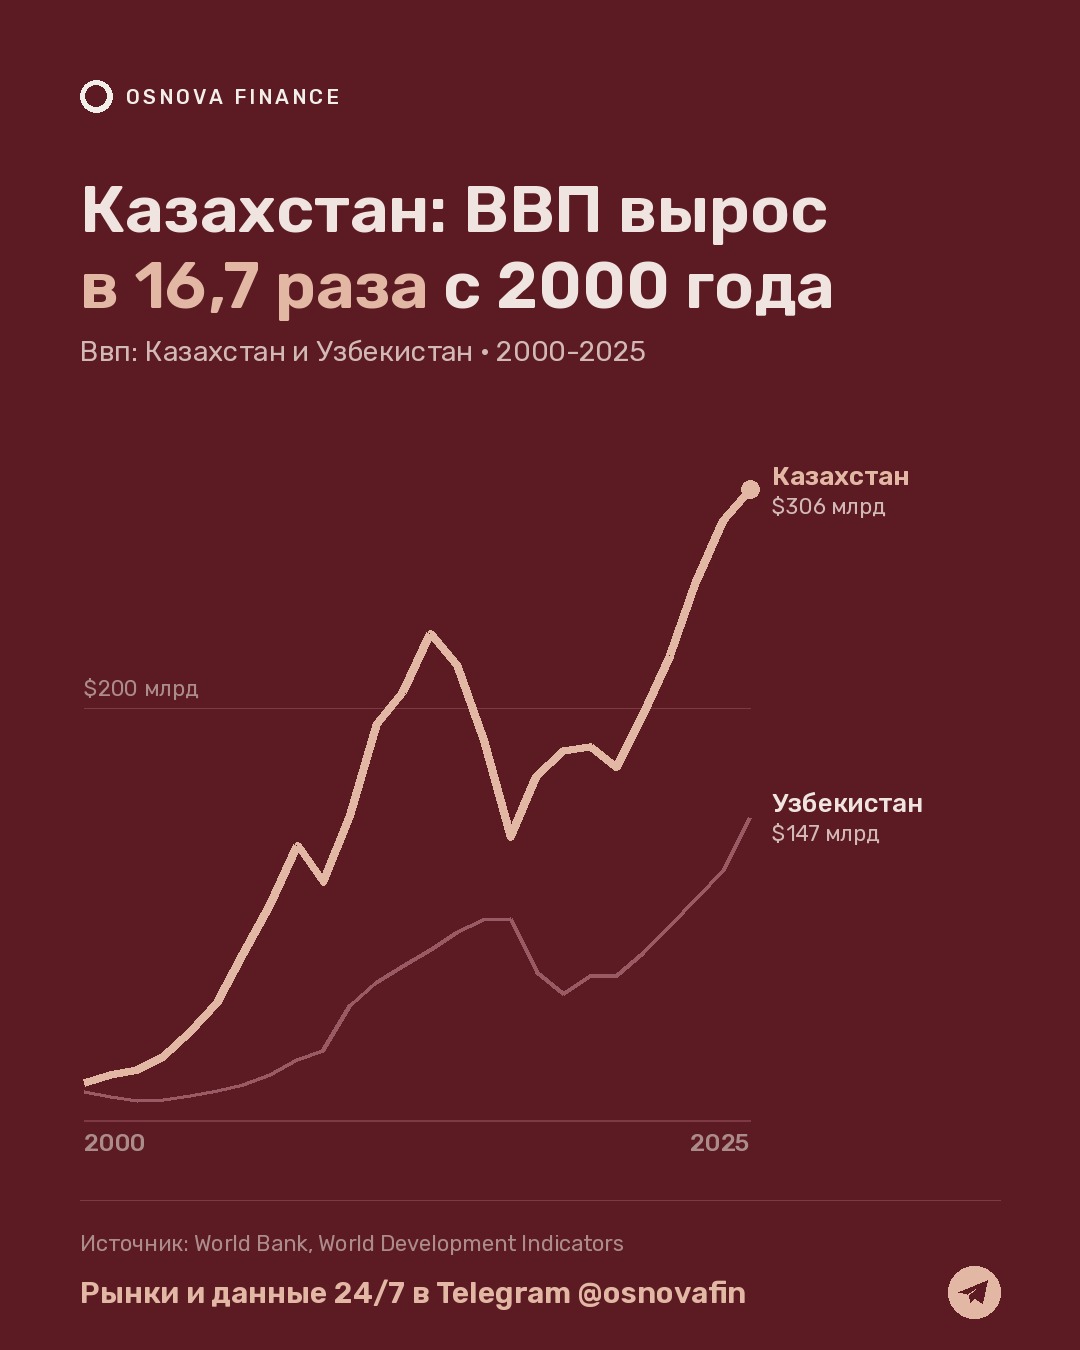 OSNOVA FINANCE
Казахстан: ВВП вырос
в 16,7 раза с 2000 года
Ввп: Казахстан и Узбекистан • 2000-2025
Казахстан
$306 млрд
$200 млрд
Узбекистан
$147 млрд
2000
2025
Источник: World Bank, World Development Indicators
Рынки и данные 24/7 в Telegram @osnovafin